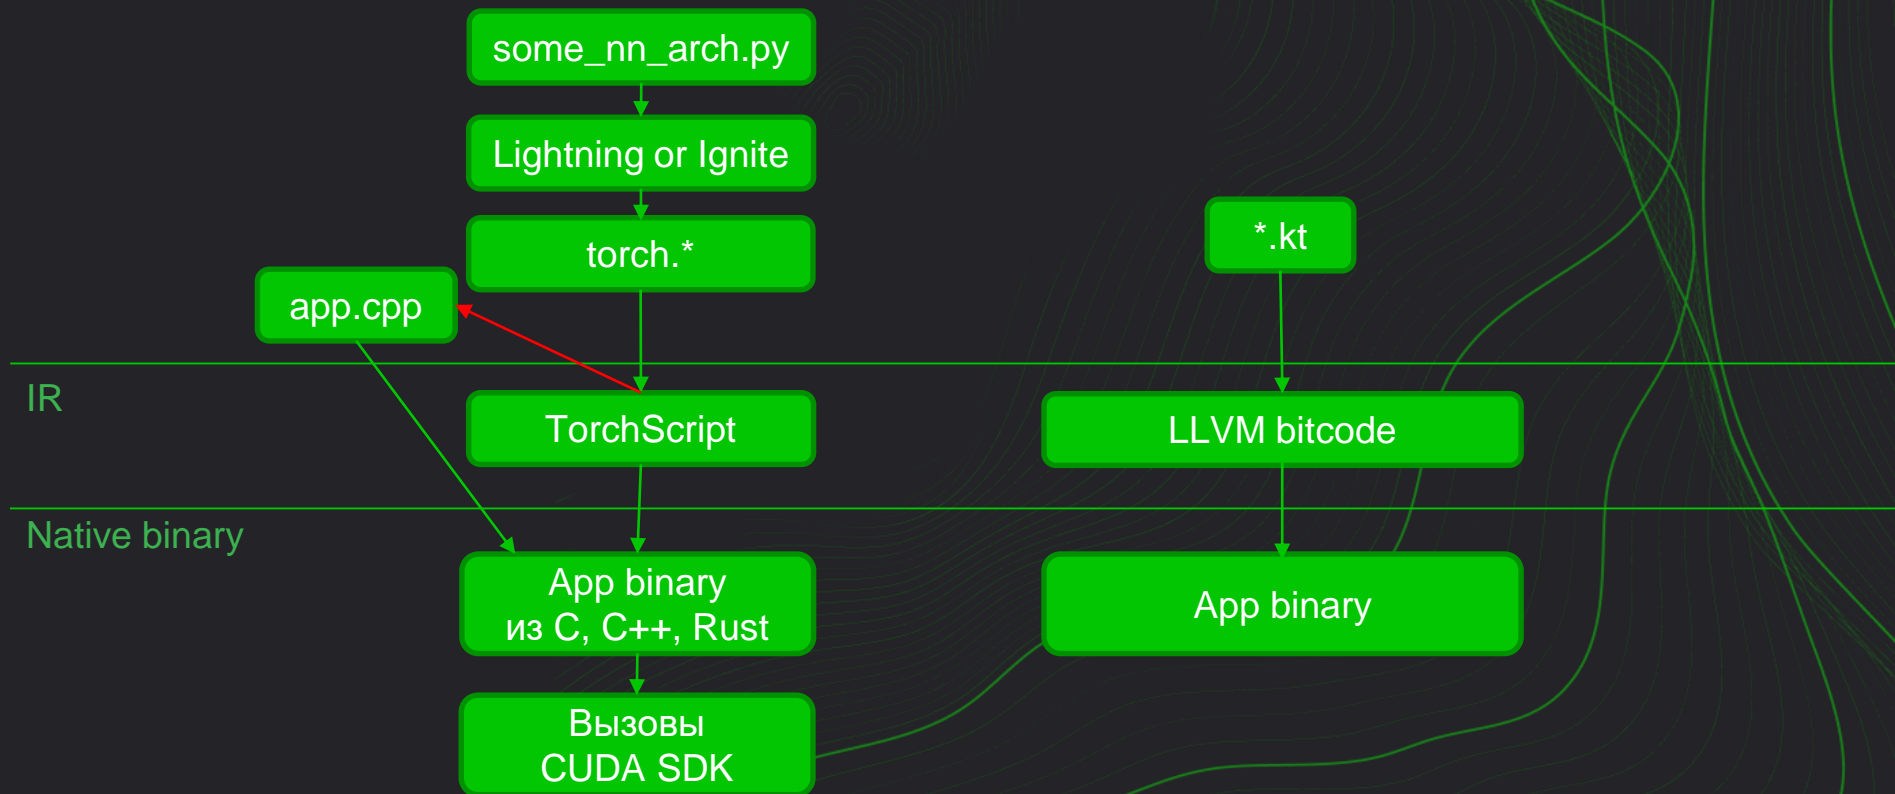 some_nn_arch.py
Lightning or Ignite
torch.*
*.kt
app.cpp
IR
TorchScript
LLVM bitcode
Native binary
App binary
из C, C++, Rust
App binary
Вызовы
CUDA SDK